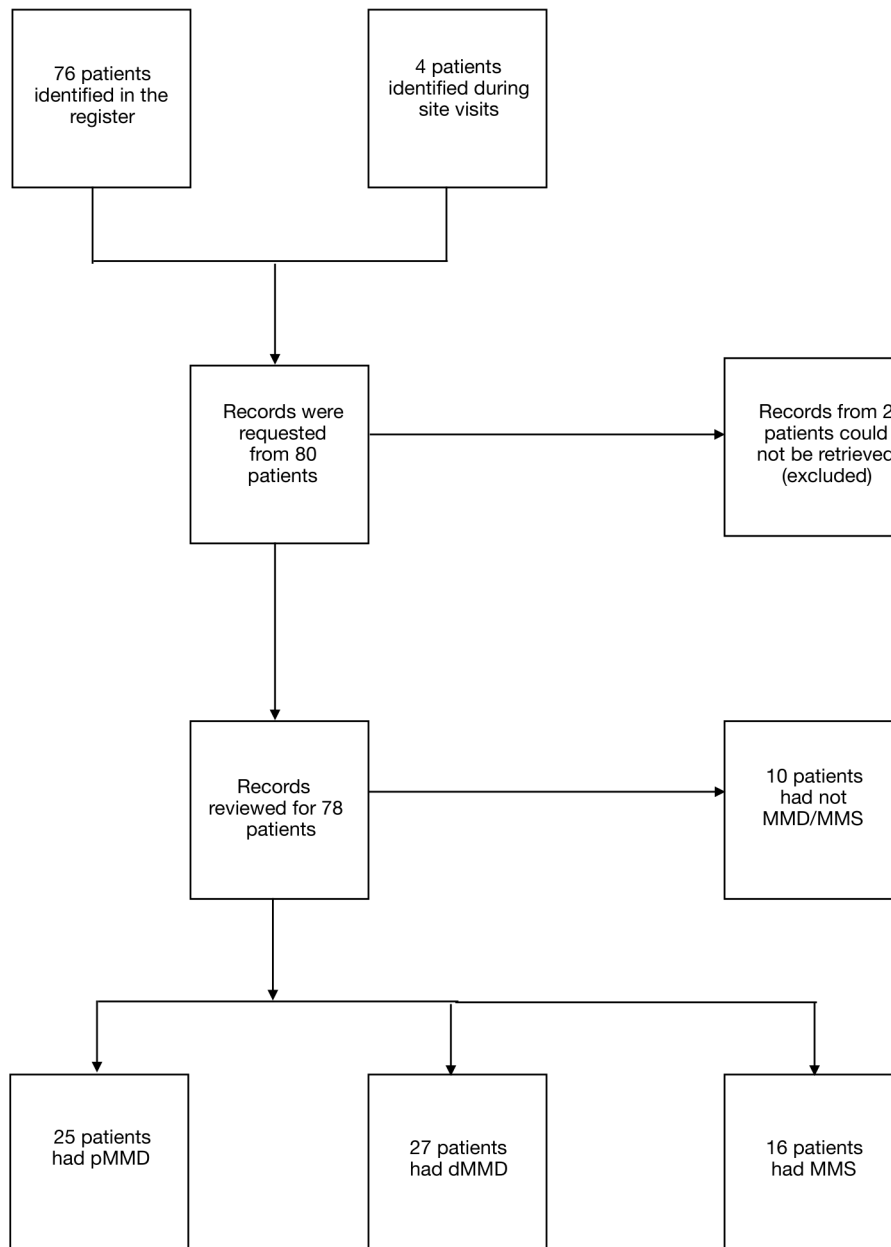 76 patients
identified in the
register
4 patients
identified during
site visits
Records were
requested
from 80
patients
Records from 2
patients could
not be retrieved
(excluded)
Records
reviewed for 78
patients
10 patients
had not
MMD/MMS
25 patients
had pMMD
27 patients
had dMMD
16 patients
had MMS